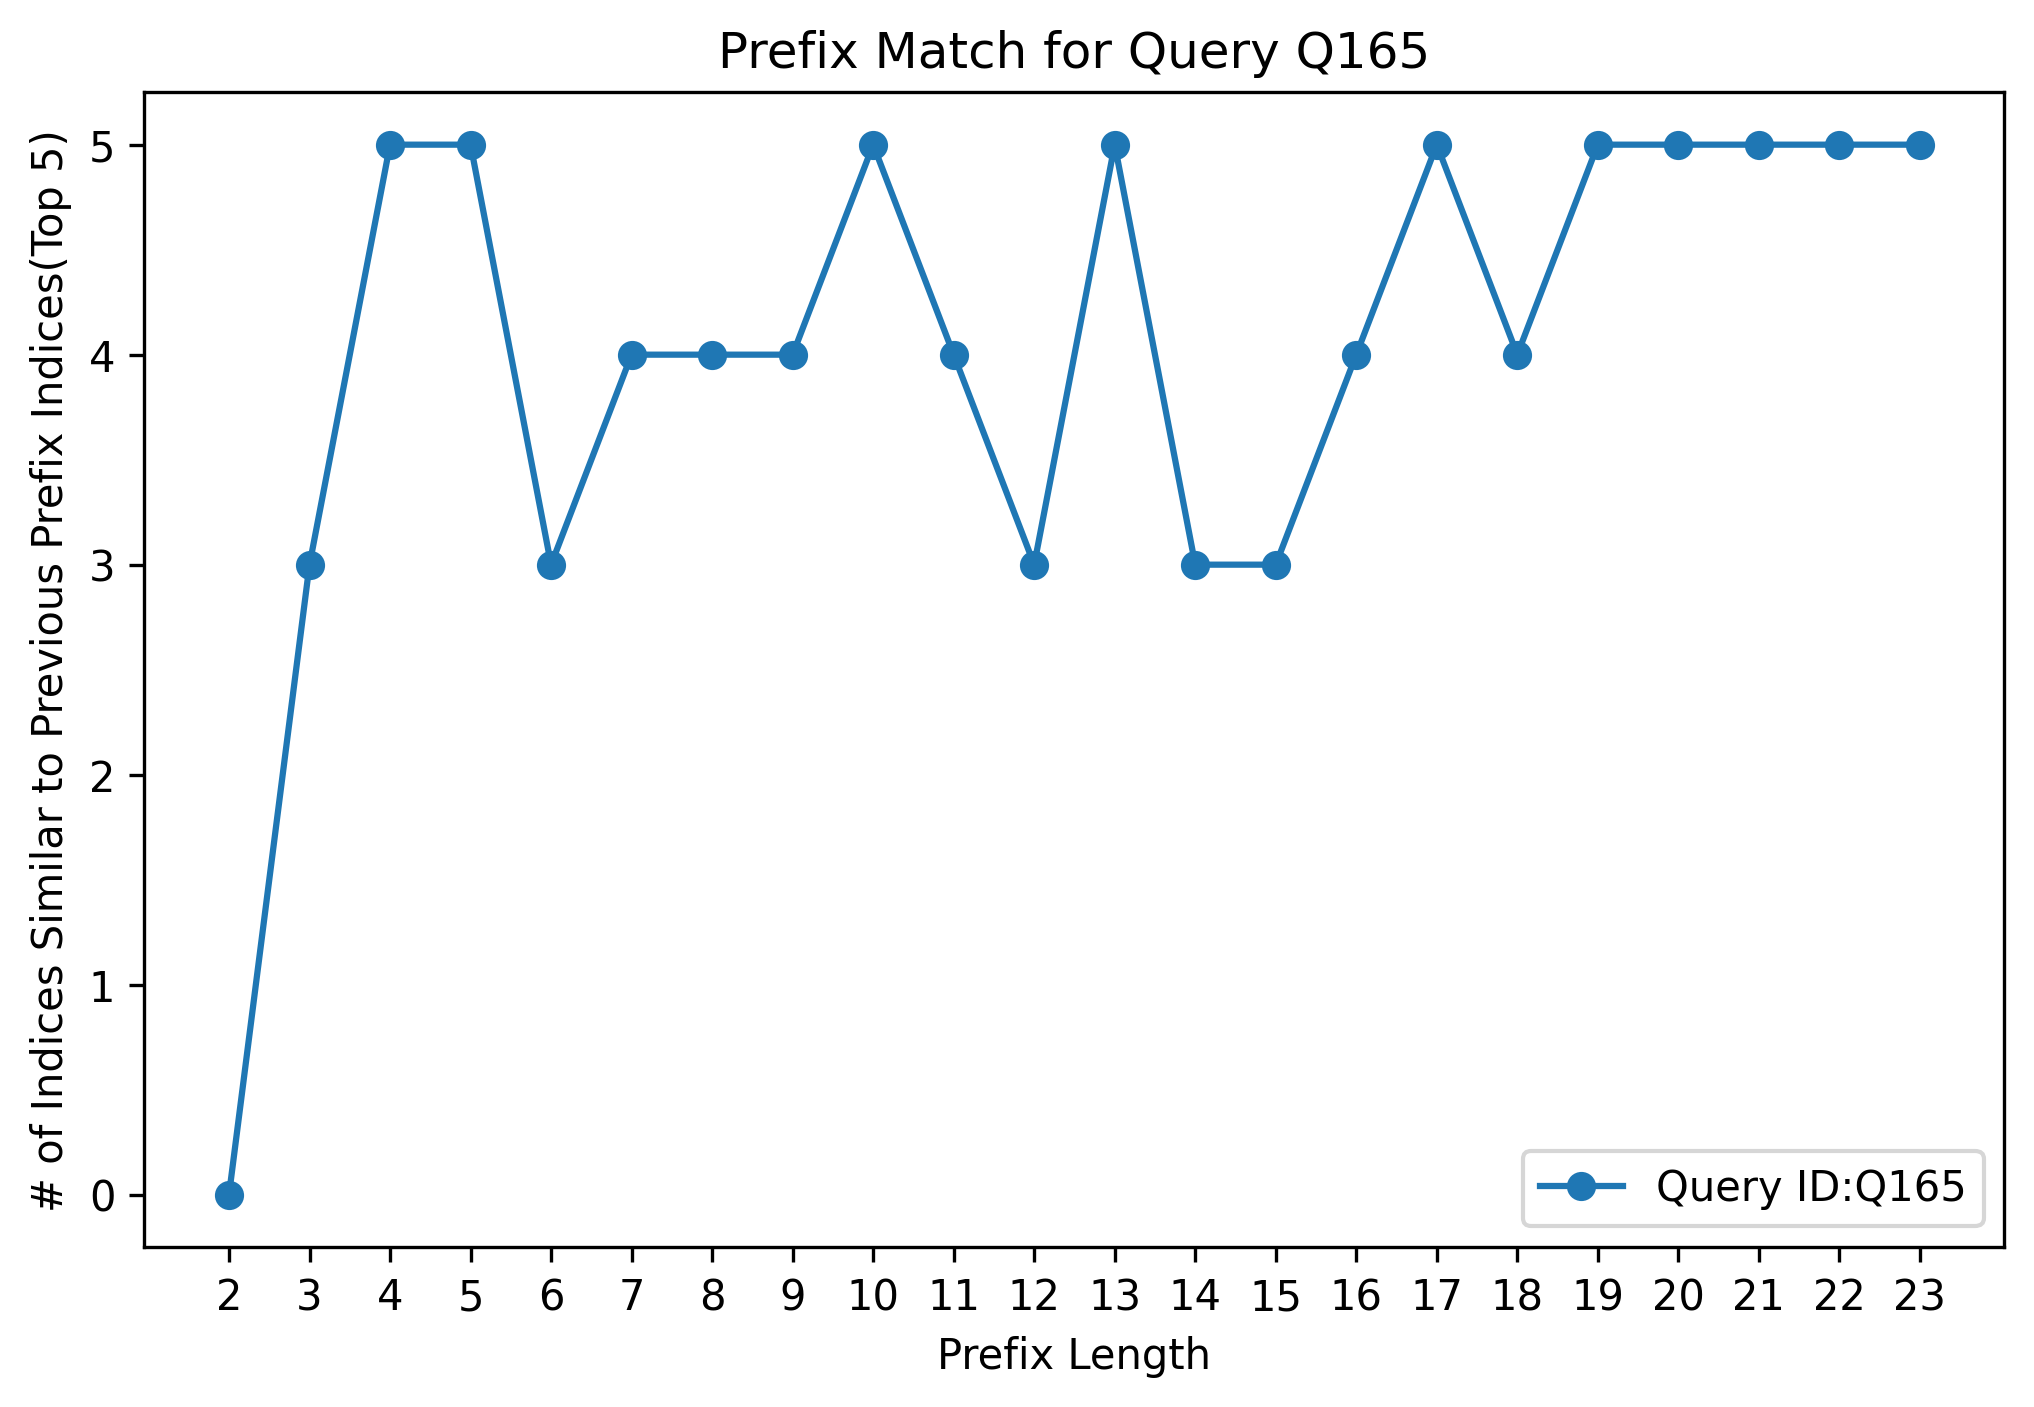 Prefix Match for Query Q165
# of Indices Similar to Previous Prefix Indices(Top 5)
5
4
3
2
1
0
Query ID:Q165
2 3 4 5 6 7 8 9 10 11 12 13 14 15 16 17 18 19 20 21 22 23
Prefix Length